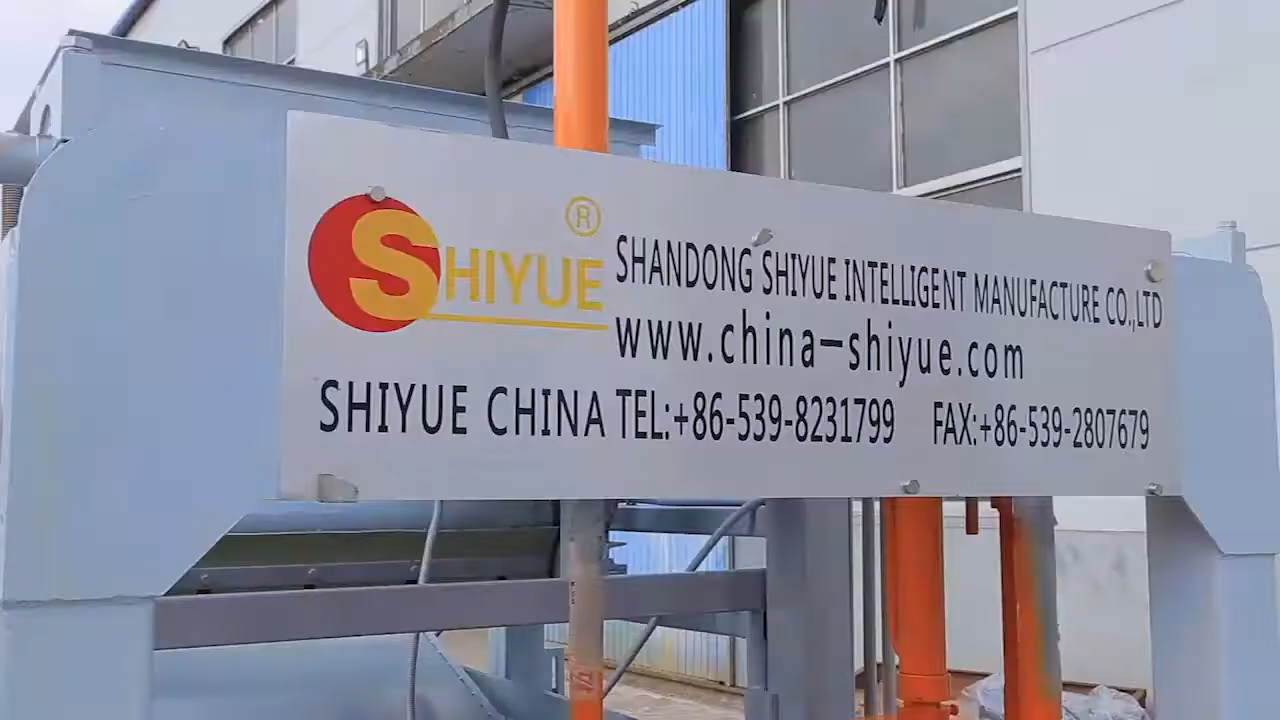 SHIYUE ®
SHANDONG SHIYUE INTELLIGENT MANUFACTURE CO.,LTD
www.china-shiyue.com
SHIYUE CHINA TEL:+86-539-8231799 FAX:+86-539-2807679